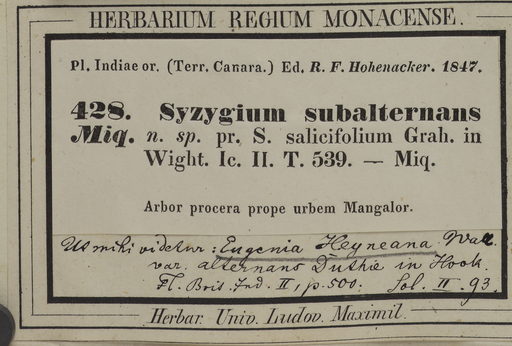 HERBARIUM REGIUM MONACENSE.
Pl. Indiae or. (Terr. Canara.) Ed. R. F. Hohenacker. 1847.
428. Syzygium subalternans
Miq. n. sp. pr. S. salicifolium Grah. in
Wight. Ic. II. T. 539. — Miq.
Arbor procera prope urbem Mangalor.
Ut mihi videtur: Eugenia Heyneana Wall.
var. alternans Duthie in Hook.
Fl. Brit. Ind. II, p. 500. Sol. III. 93.
Herbar. Univ. Ludov. Maximil.